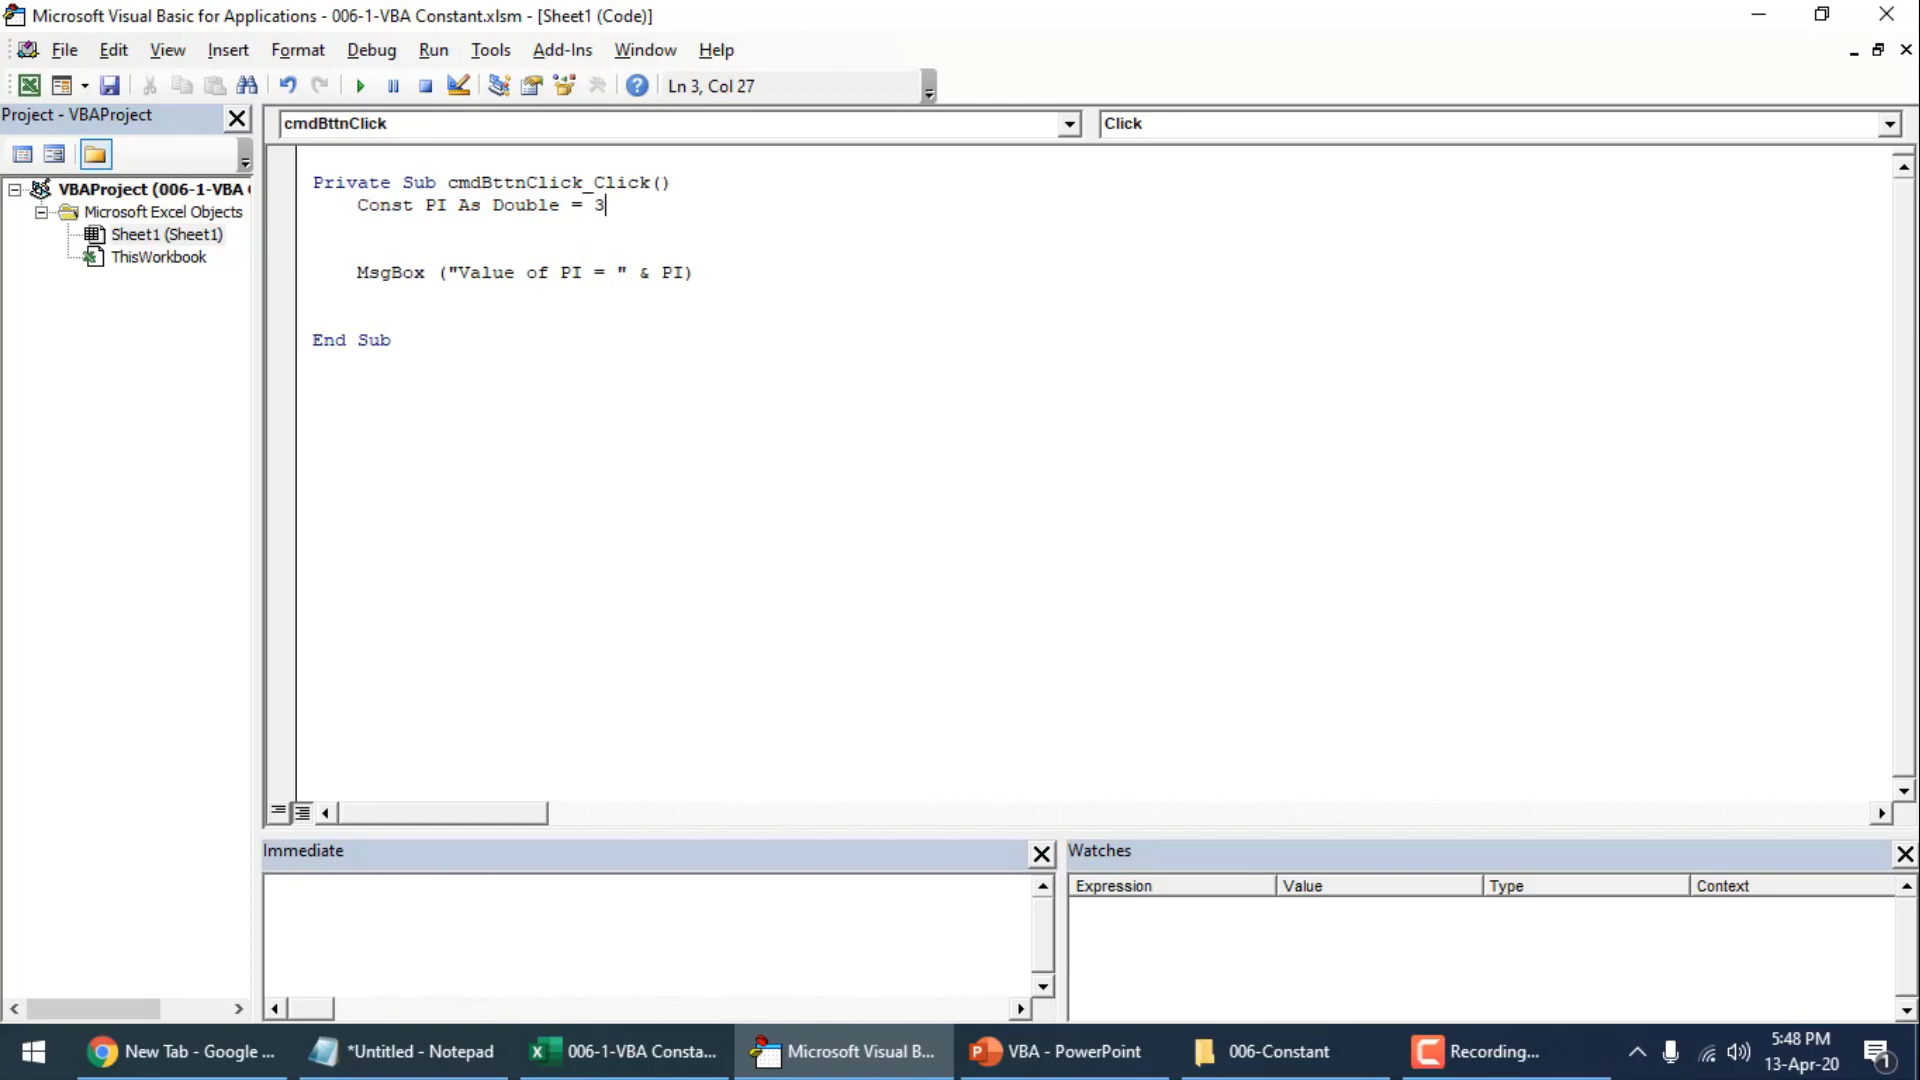 Microsoft Visual Basic for Applications - 006-1-VBA Constant.xlsm - [Sheet1 (Code)]
File Edit View Insert Format Debug Run Tools Add-Ins Window Help
Ln 3, Col 27
Project - VBAProject
cmdBttnClick
Click
VBAProject (006-1-VBA
Microsoft Excel Objects
Sheet1 (Sheet1)
ThisWorkbook
Private Sub cmdBttnClick_Click()
Const PI As Double = 3
MsgBox ("Value of PI = " & PI)
End Sub
Immediate
Watches
Expression Value Type Context
New Tab - Google ...
*Untitled - Notepad
006-1-VBA Consta...
Microsoft Visual B...
VBA - PowerPoint
006-Constant
Recording...
5:48 PM
13-Apr-20
1